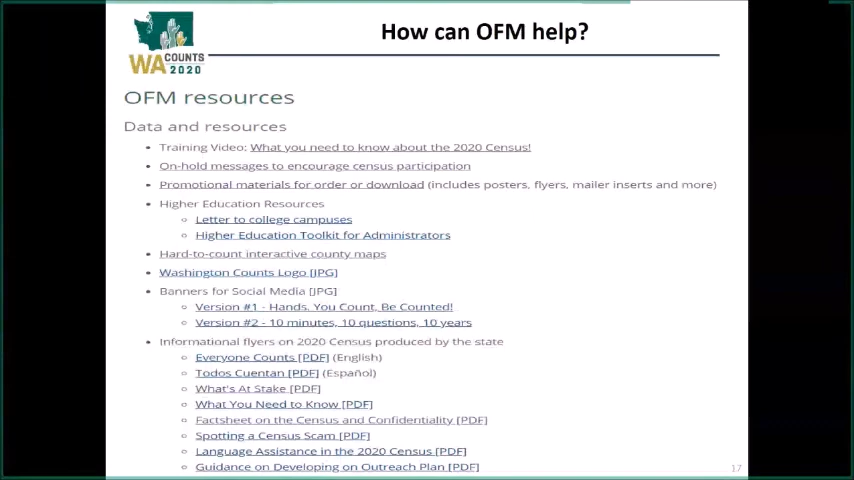 How can OFM help?
WA COUNTS
2020
OFM resources
Data and resources
• Training Video: What you need to know about the 2020 Census!
• On-hold messages to encourage census participation
• Promotional materials for order or download (includes posters, flyers, mailer inserts and more)
• Higher Education Resources
◦ Letter to college campuses
◦ Higher Education Toolkit for Administrators
• Hard-to-count interactive county maps
• Washington Counts Logo [JPG]
• Banners for Social Media [JPG]
◦ Version #1 - Hands. You Count, Be Counted!
◦ Version #2 - 10 minutes, 10 questions, 10 years
• Informational flyers on 2020 Census produced by the state
◦ Everyone Counts [PDF] (English)
◦ Todos Cuentan [PDF] (Español)
◦ What's At Stake [PDF]
◦ What You Need to Know [PDF]
◦ Factsheet on the Census and Confidentiality [PDF]
◦ Spotting a Census Scam [PDF]
◦ Language Assistance in the 2020 Census [PDF]
◦ Guidance on Developing on Outreach Plan [PDF]
17